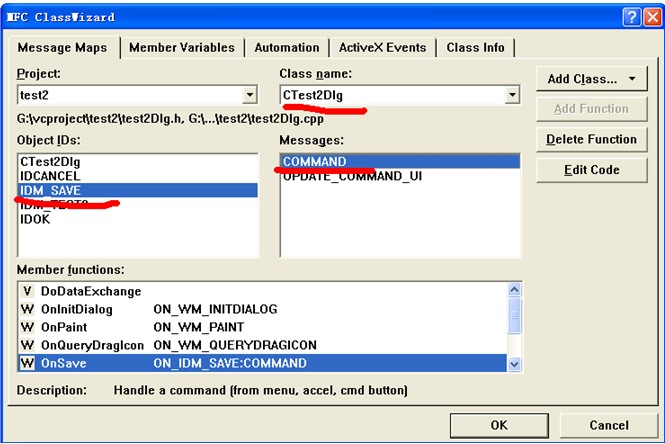 MFC ClassWizard
Message Maps Member Variables Automation ActiveX Events Class Info
Project:
Class name:
Add Class...
test2
CTest2Dlg
Add Function
G:\vcproject\test2\test2Dlg.h, G:\...\test2\test2Dlg.cpp
Object IDs:
Messages:
Delete Function
CTest2Dlg
COMMAND
Edit Code
IDCANCEL
UPDATE_COMMAND_UI
IDM_SAVE
IDM_TEST2
IDOK
Member functions:
V DoDataExchange
W OnInitDialog ON_WM_INITDIALOG
W OnPaint ON_WM_PAINT
W OnQueryDragIcon ON_WM_QUERYDRAGICON
W OnSave ON_IDM_SAVE:COMMAND
Description: Handle a command (from menu, accel, cmd button)
OK Cancel